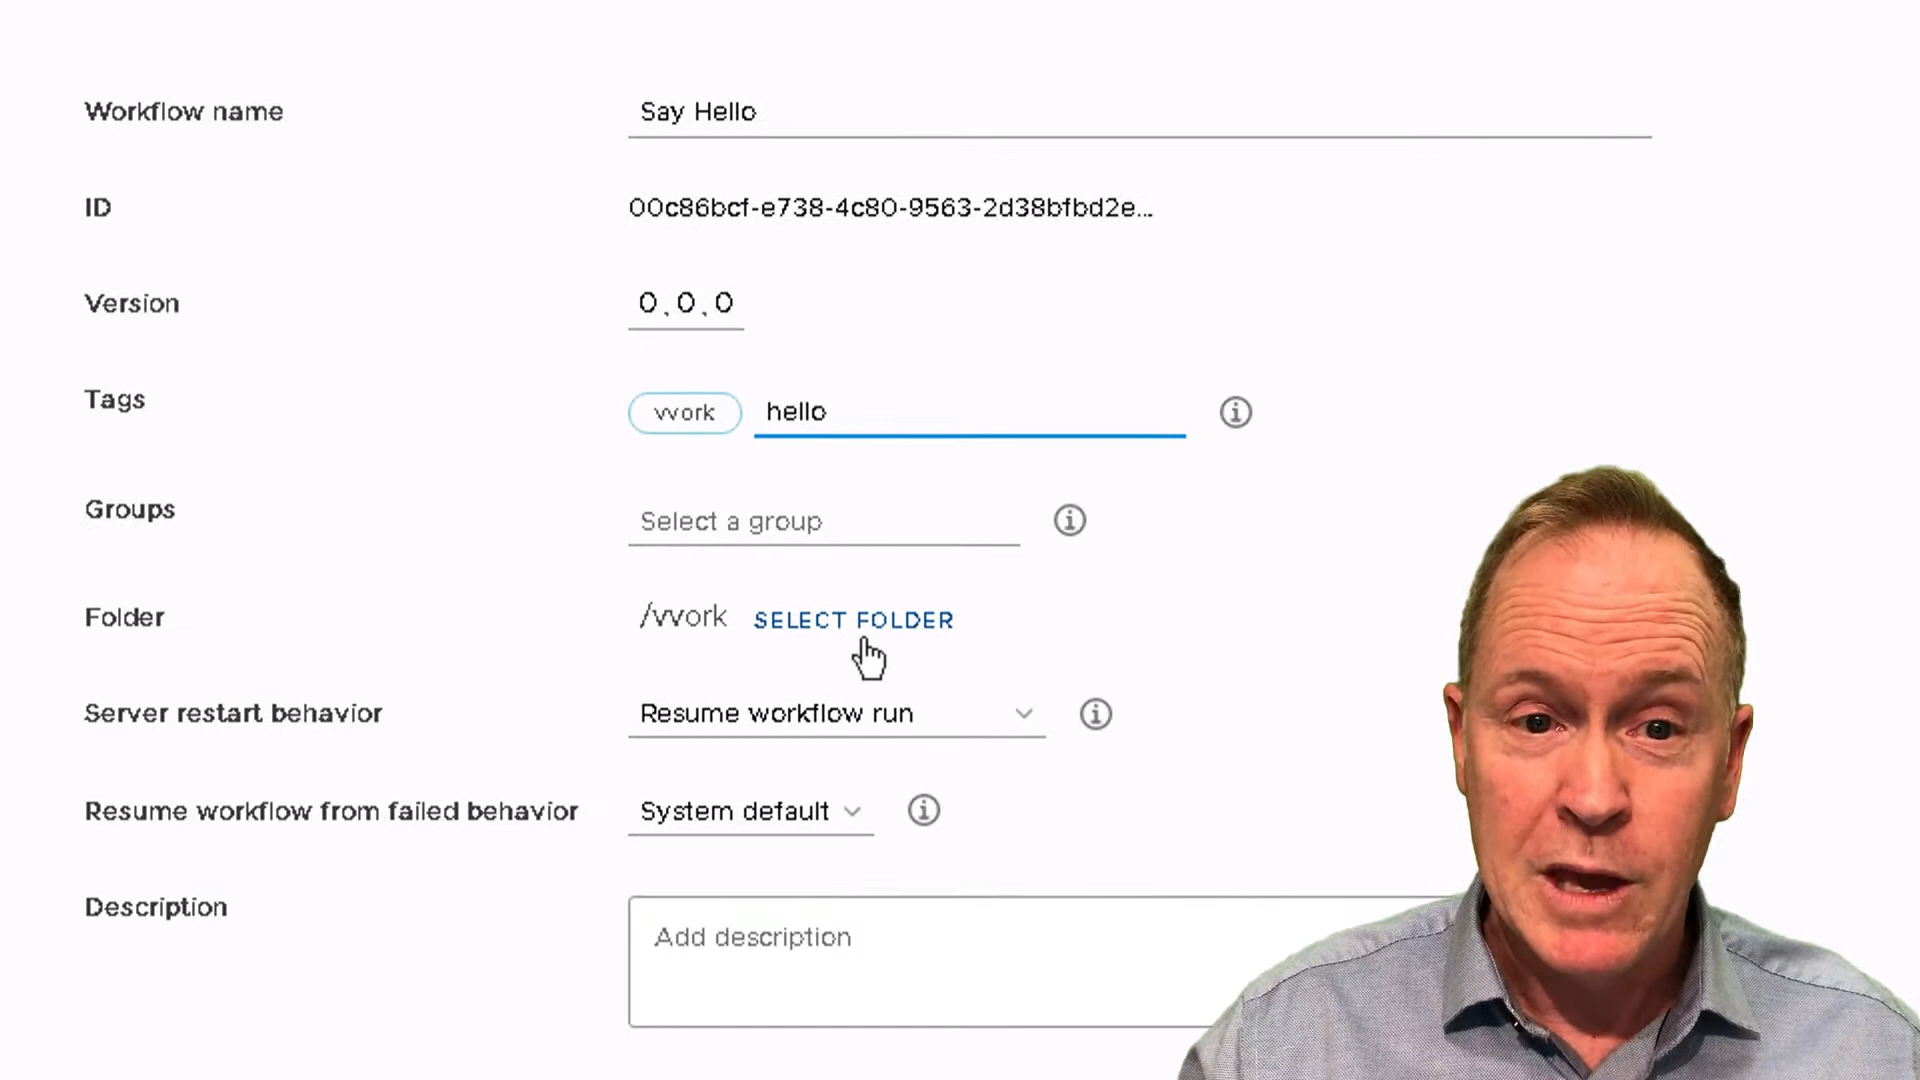 Workflow name
Say Hello
ID
00c86bcf-e738-4c80-9563-2d38bfbd2e...
Version
0.0.0
Tags
vvork
hello
Groups
Select a group
Folder
/vvork SELECT FOLDER
Server restart behavior
Resume workflow run
Resume workflow from failed behavior
System default
Description
Add description